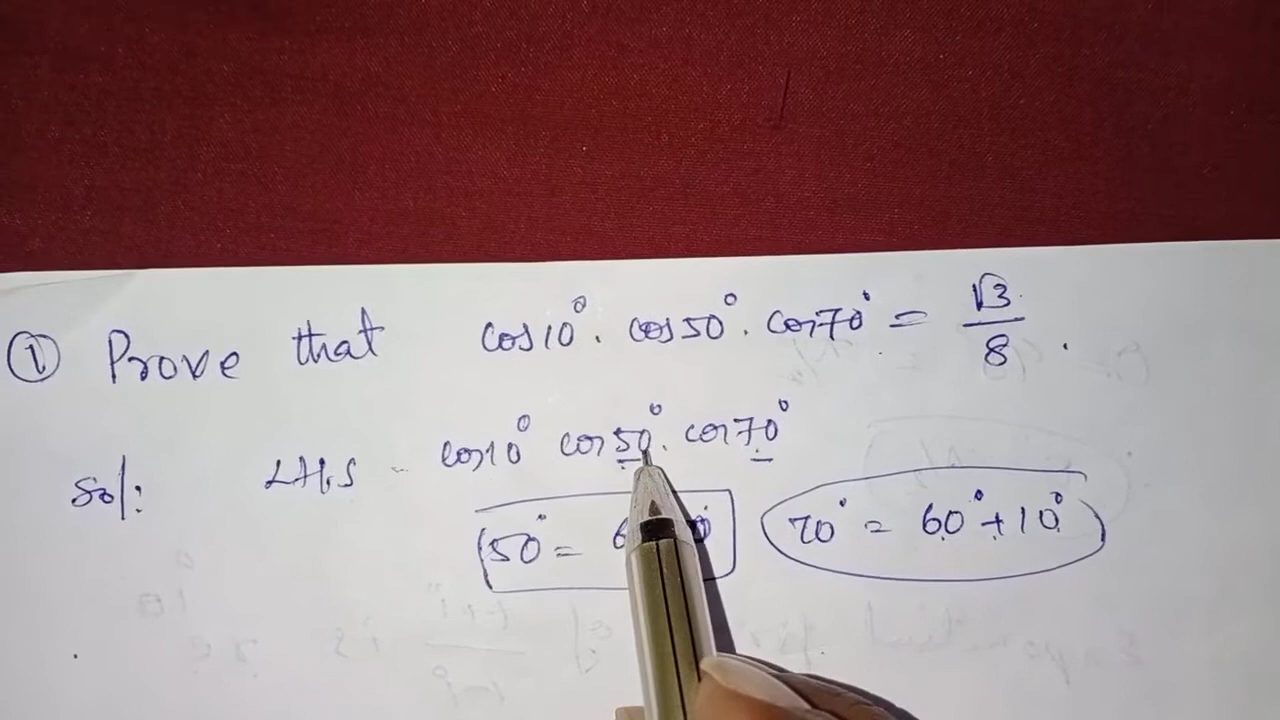 ① Prove that cos10°. cos50°. cos70° = √3/8.
Sol: LHS - cos10° cos50°. cos70°
50° = 6 70° = 60° + 10°